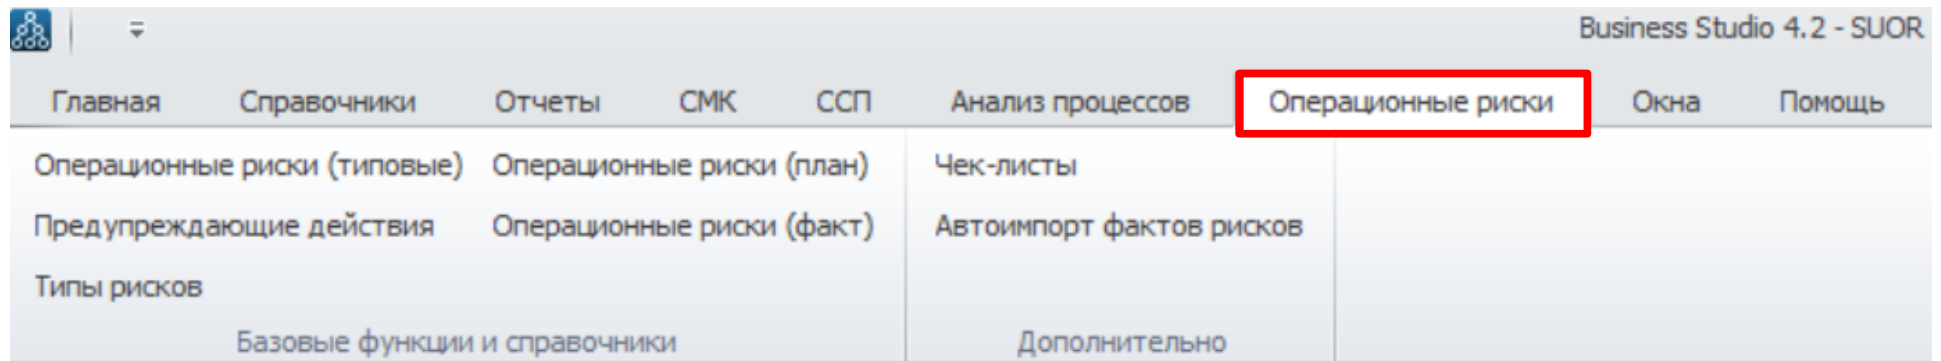 Business Studio 4.2 - SUOR
Главная Справочники Отчеты СМК ССП Анализ процессов Операционные риски Окна Помощь
Операционные риски (типовые) Операционные риски (план) Чек-листы
Предупреждающие действия Операционные риски (факт) Автоимпорт фактов рисков
Типы рисков
Базовые функции и справочники Дополнительно